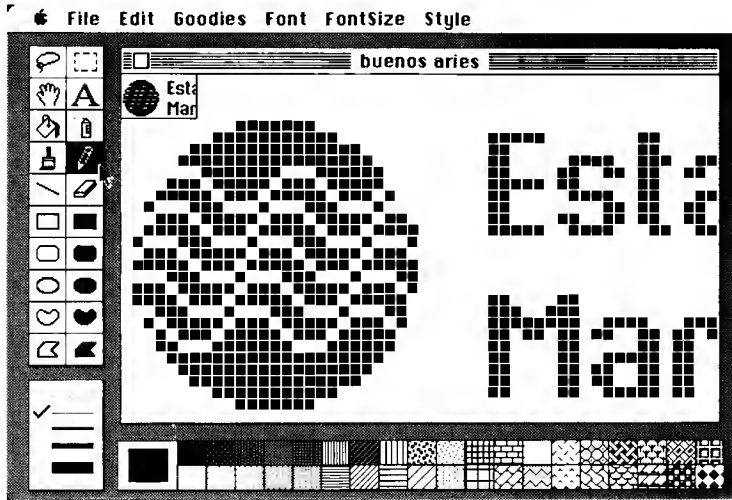 File Edit Goodies Font FontSize Style
buenos aries
Esta
Mar
A
Esta
Mar